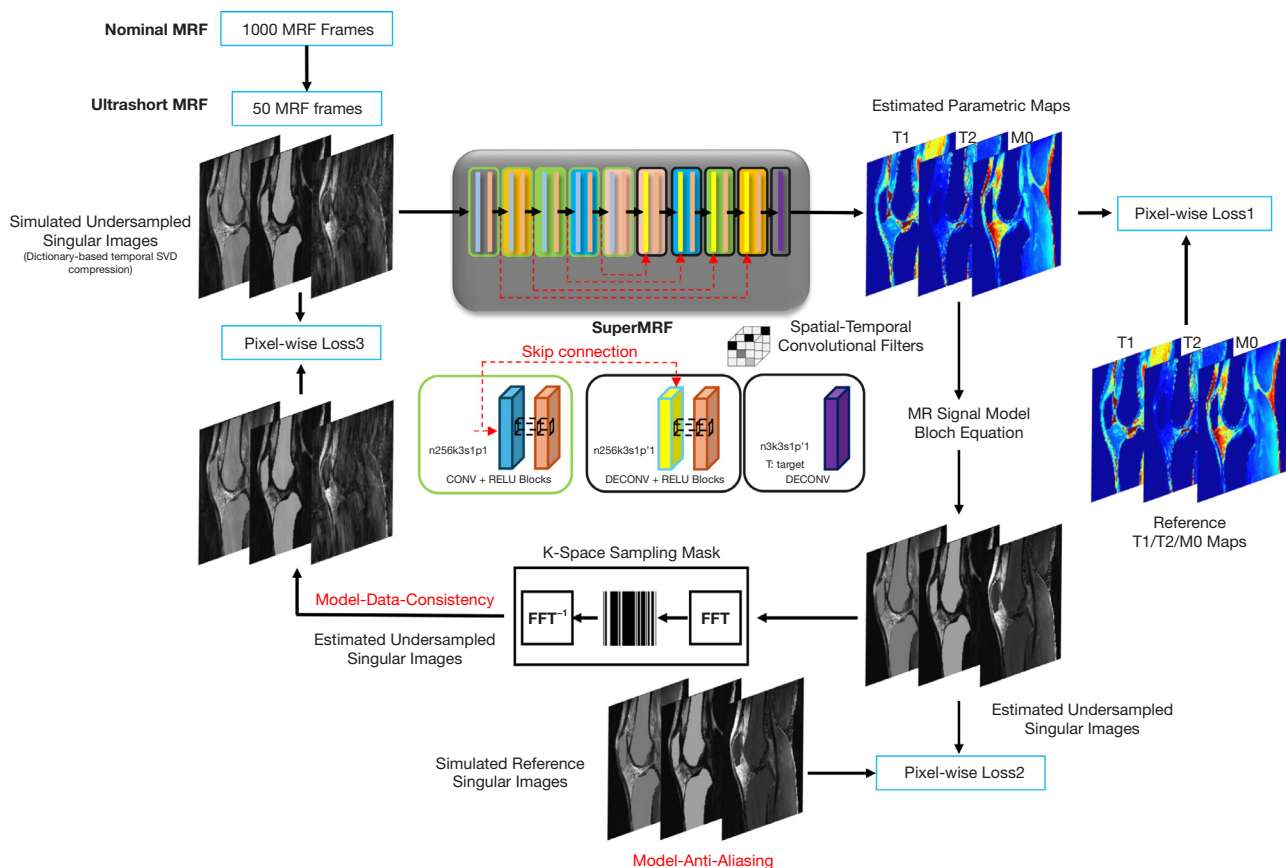 Nominal MRF
1000 MRF Frames
Ultrashort MRF
50 MRF frames
Simulated Undersampled
Singular Images
(Dictionary-based temporal SVD
compression)
Estimated Parametric Maps
T1
T2
M0
Pixel-wise Loss1
SuperMRF
Spatial-Temporal
Convolutional Filters
Pixel-wise Loss3
Skip connection
n256k3s1p1
CONV + RELU Blocks
n256k3s1p'1
DECONV + RELU Blocks
n3k3s1p'1
T: target
DECONV
MR Signal Model
Bloch Equation
T1
T2
M0
Reference
T1/T2/M0 Maps
K-Space Sampling Mask
FFT⁻¹
FFT
Model-Data-Consistency
Estimated Undersampled
Singular Images
Estimated Undersampled
Singular Images
Simulated Reference
Singular Images
Pixel-wise Loss2
Model-Anti-Aliasing